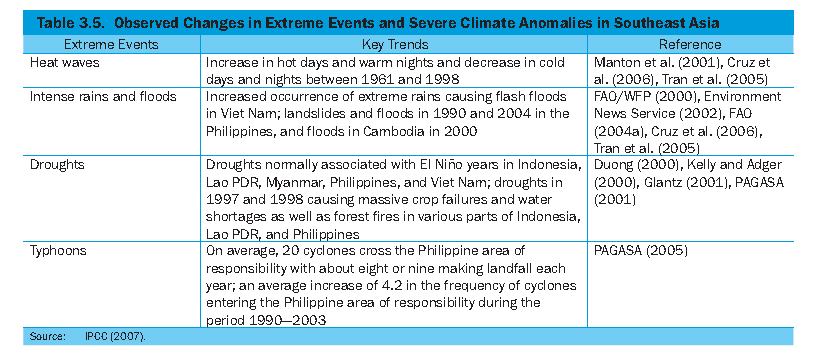 Table 3.5. Observed Changes in Extreme Events and Severe Climate Anomalies in Southeast Asia
Extreme Events Key Trends Reference
Heat waves
Increase in hot days and warm nights and decrease in cold
days and nights between 1961 and 1998
Manton et al. (2001), Cruz et
al. (2006), Tran et al. (2005)
Intense rains and floods
Increased occurrence of extreme rains causing flash floods
in Viet Nam; landslides and floods in 1990 and 2004 in the
Philippines, and floods in Cambodia in 2000
FAO/WFP (2000), Environment
News Service (2002), FAO
(2004a), Cruz et al. (2006),
Tran et al. (2005)
Droughts
Droughts normally associated with El Niño years in Indonesia,
Lao PDR, Myanmar, Philippines, and Viet Nam; droughts in
1997 and 1998 causing massive crop failures and water
shortages as well as forest fires in various parts of Indonesia,
Lao PDR, and Philippines
Duong (2000), Kelly and Adger
(2000), Glantz (2001), PAGASA
(2001)
Typhoons
On average, 20 cyclones cross the Philippine area of
responsibility with about eight or nine making landfall each
year; an average increase of 4.2 in the frequency of cyclones
entering the Philippine area of responsibility during the
period 1990—2003
PAGASA (2005)
Source: IPCC (2007).